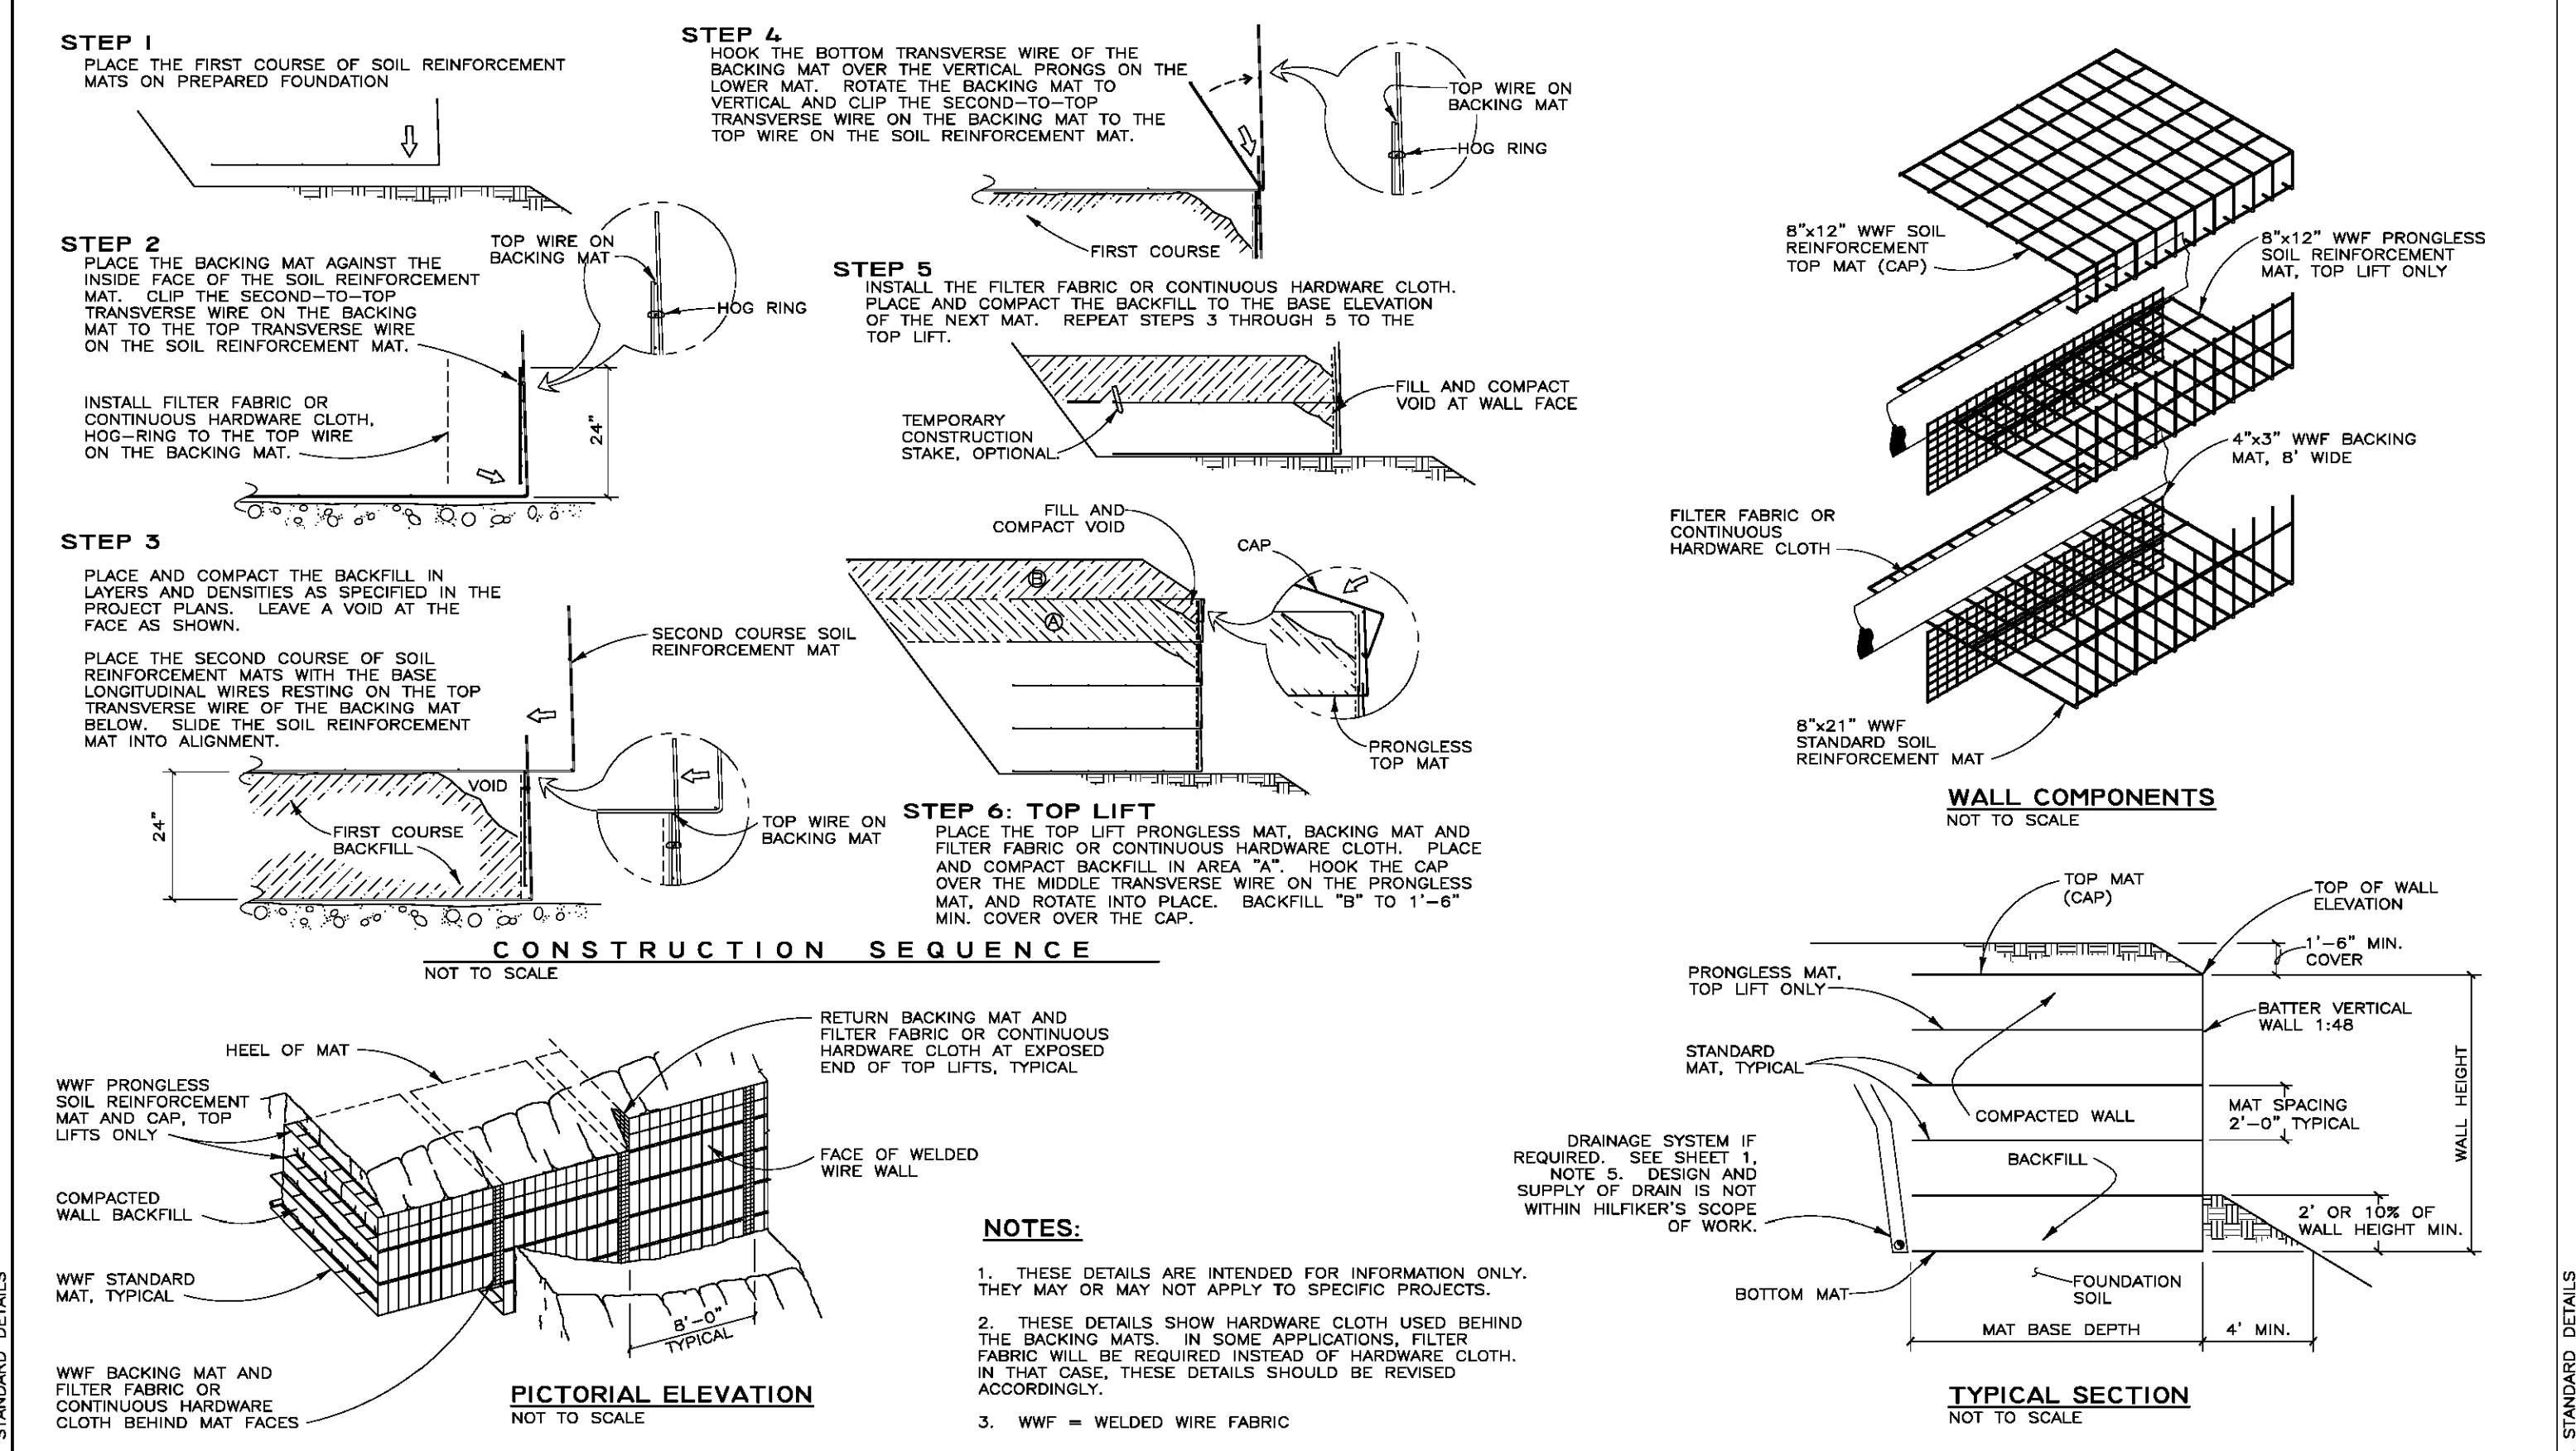 STEP 1
PLACE THE FIRST COURSE OF SOIL REINFORCEMENT
MATS ON PREPARED FOUNDATION
STEP 2
PLACE THE BACKING MAT AGAINST THE
INSIDE FACE OF THE SOIL REINFORCEMENT
MAT. CLIP THE SECOND-TO-TOP
TRANSVERSE WIRE ON THE BACKING
MAT TO THE TOP TRANSVERSE WIRE
ON THE SOIL REINFORCEMENT MAT.
TOP WIRE ON
BACKING MAT
HOG RING
INSTALL FILTER FABRIC OR
CONTINUOUS HARDWARE CLOTH,
HOG-RING TO THE TOP WIRE
ON THE BACKING MAT.
24"
STEP 3
PLACE AND COMPACT THE BACKFILL IN
LAYERS AND DENSITIES AS SPECIFIED IN THE
PROJECT PLANS. LEAVE A VOID AT THE
FACE AS SHOWN.
PLACE THE SECOND COURSE OF SOIL
REINFORCEMENT MATS WITH THE BASE
LONGITUDINAL WIRES RESTING ON THE TOP
TRANSVERSE WIRE OF THE BACKING MAT
BELOW. SLIDE THE SOIL REINFORCEMENT
MAT INTO ALIGNMENT.
SECOND COURSE SOIL
REINFORCEMENT MAT
VOID
24"
FIRST COURSE
BACKFILL
TOP WIRE ON
BACKING MAT
STEP 4
HOOK THE BOTTOM TRANSVERSE WIRE OF THE
BACKING MAT OVER THE VERTICAL PRONGS ON THE
LOWER MAT. ROTATE THE BACKING MAT TO
VERTICAL AND CLIP THE SECOND-TO-TOP
TRANSVERSE WIRE ON THE BACKING MAT TO THE
TOP WIRE ON THE SOIL REINFORCEMENT MAT.
TOP WIRE ON
BACKING MAT
HOG RING
FIRST COURSE
STEP 5
INSTALL THE FILTER FABRIC OR CONTINUOUS HARDWARE CLOTH.
PLACE AND COMPACT THE BACKFILL TO THE BASE ELEVATION
OF THE NEXT MAT. REPEAT STEPS 3 THROUGH 5 TO THE
TOP LIFT.
FILL AND COMPACT
VOID AT WALL FACE
TEMPORARY
CONSTRUCTION
STAKE, OPTIONAL.
FILL AND
COMPACT VOID
CAP
B
A
PRONGLESS
TOP MAT
STEP 6: TOP LIFT
PLACE THE TOP LIFT PRONGLESS MAT, BACKING MAT AND
FILTER FABRIC OR CONTINUOUS HARDWARE CLOTH. PLACE
AND COMPACT BACKFILL IN AREA "A". HOOK THE CAP
OVER THE MIDDLE TRANSVERSE WIRE ON THE PRONGLESS
MAT, AND ROTATE INTO PLACE. BACKFILL "B" TO 1'-6"
MIN. COVER OVER THE CAP.
CONSTRUCTION SEQUENCE
NOT TO SCALE
8"x12" WWF SOIL
REINFORCEMENT
TOP MAT (CAP)
8"x12" WWF PRONGLESS
SOIL REINFORCEMENT
MAT, TOP LIFT ONLY
4"x3" WWF BACKING
MAT, 8' WIDE
FILTER FABRIC OR
CONTINUOUS
HARDWARE CLOTH
8"x21" WWF
STANDARD SOIL
REINFORCEMENT MAT
WALL COMPONENTS
NOT TO SCALE
HEEL OF MAT
WWF PRONGLESS
SOIL REINFORCEMENT
MAT AND CAP, TOP
LIFTS ONLY
COMPACTED
WALL BACKFILL
WWF STANDARD
MAT, TYPICAL
WWF BACKING MAT AND
FILTER FABRIC OR
CONTINUOUS HARDWARE
CLOTH BEHIND MAT FACES
RETURN BACKING MAT AND
FILTER FABRIC OR CONTINUOUS
HARDWARE CLOTH AT EXPOSED
END OF TOP LIFTS, TYPICAL
FACE OF WELDED
WIRE WALL
8'-0"
TYPICAL
PICTORIAL ELEVATION
NOT TO SCALE
NOTES:
1. THESE DETAILS ARE INTENDED FOR INFORMATION ONLY.
THEY MAY OR MAY NOT APPLY TO SPECIFIC PROJECTS.
2. THESE DETAILS SHOW HARDWARE CLOTH USED BEHIND
THE BACKING MATS. IN SOME APPLICATIONS, FILTER
FABRIC WILL BE REQUIRED INSTEAD OF HARDWARE CLOTH.
IN THAT CASE, THESE DETAILS SHOULD BE REVISED
ACCORDINGLY.
3. WWF = WELDED WIRE FABRIC
TOP MAT
(CAP)
TOP OF WALL
ELEVATION
1'-6" MIN.
COVER
PRONGLESS MAT,
TOP LIFT ONLY
BATTER VERTICAL
WALL 1:48
STANDARD
MAT, TYPICAL
COMPACTED WALL
BACKFILL
MAT SPACING
2'-0", TYPICAL
WALL HEIGHT
DRAINAGE SYSTEM IF
REQUIRED. SEE SHEET 1,
NOTE 5. DESIGN AND
SUPPLY OF DRAIN IS NOT
WITHIN HILFIKER'S SCOPE
OF WORK.
2' OR 10% OF
WALL HEIGHT MIN.
BOTTOM MAT
FOUNDATION
SOIL
MAT BASE DEPTH
4' MIN.
TYPICAL SECTION
NOT TO SCALE
STANDARD DETAILS
STANDARD DETAILS